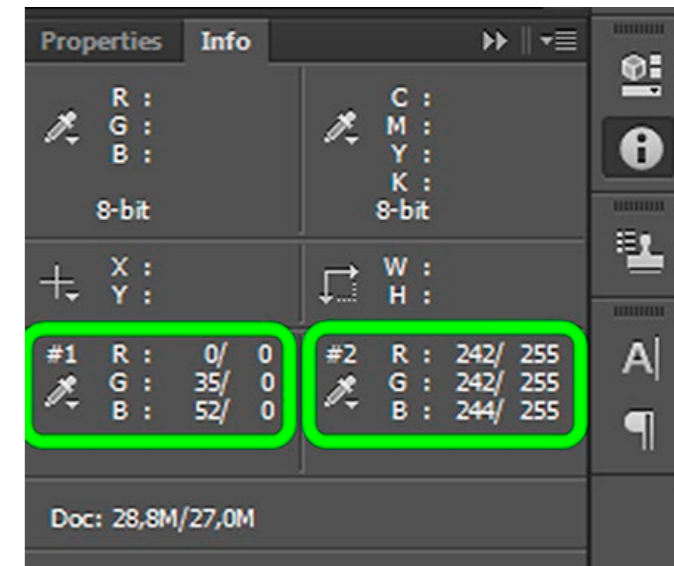 Properties Info
R :
G :
B :
8-bit
C :
M :
Y :
K :
8-bit
X :
Y :
W :
H :
#1 R : 0/ 0
G : 35/ 0
B : 52/ 0
#2 R : 242/ 255
G : 242/ 255
B : 244/ 255
Doc: 28,8M/27,0M
A